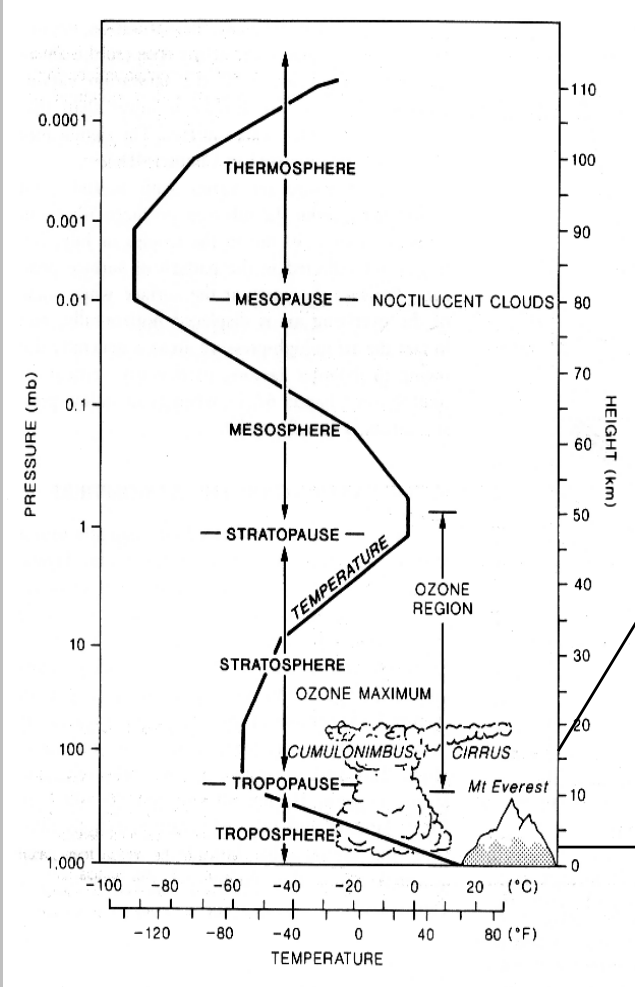 110
0.0001
THERMOSPHERE
100
0.001
90
MESOPAUSE
NOCTILUCENT CLOUDS
0.01
80
70
0.1
MESOSPHERE
60
PRESSURE (mb)
HEIGHT (km)
50
1
STRATOPAUSE
TEMPERATURE
40
OZONE
REGION
10
30
STRATOSPHERE
OZONE MAXIMUM
20
100
CUMULONIMBUS
CIRRUS
TROPOPAUSE
Mt Everest
10
TROPOSPHERE
1,000
0
-100 -80 -60 -40 -20 0 20 (°C)
-120 -80 -40 0 40 80 (°F)
TEMPERATURE